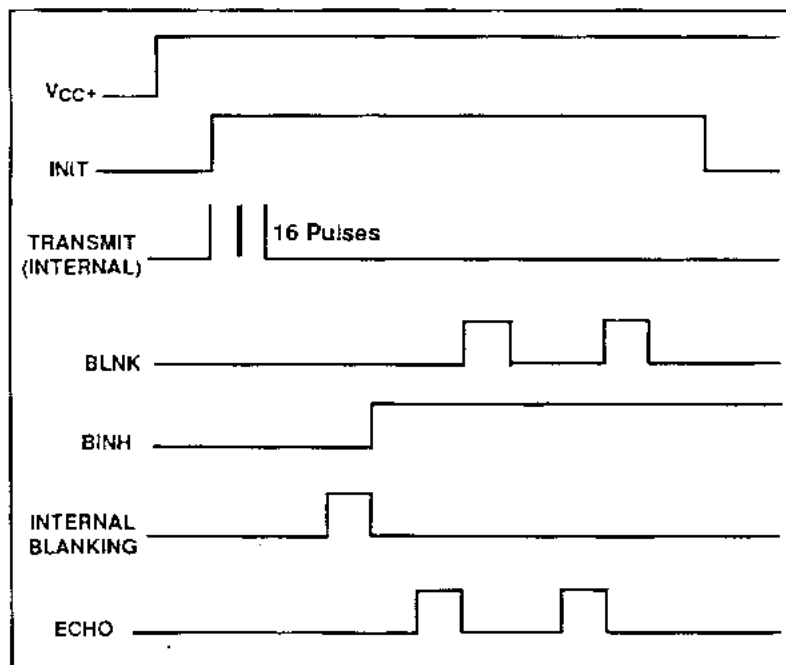 VCC+
INIT
TRANSMIT
(INTERNAL)
16 Pulses
BLNK
BINH
INTERNAL
BLANKING
ECHO